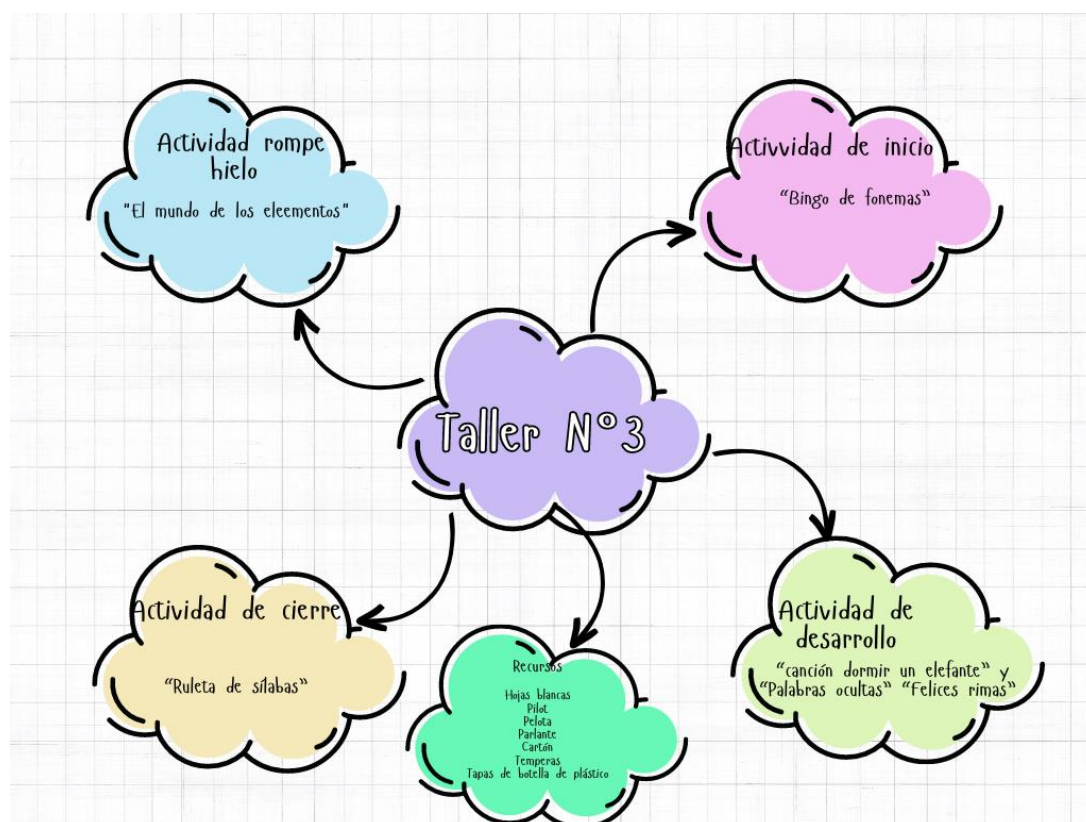 Actividad rompe
hielo
"El mundo de los eleementos"
Activvidad de inicio
“Bingo de fonemas”
Taller N°3
Actividad de cierre
“Ruleta de sílabas”
Recursos
Hojas blancas
Pilot
Pelota
Parlante
Cartón
Temperas
Tapas de botella de plástico
Actividad de
desarrollo
“canción dormir un elefante” y
“Palabras ocultas” “Felices rimas”